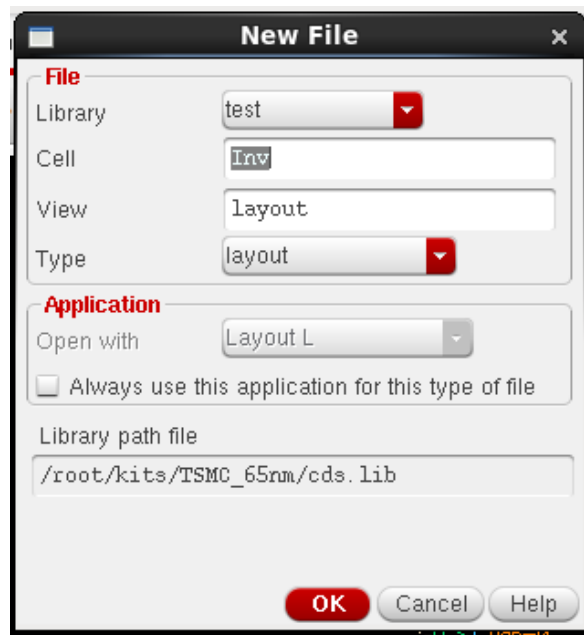 New File
File
Library test
Cell Inv
View layout
Type layout
Application
Open with Layout L
Always use this application for this type of file
Library path file
/root/kits/TSMC_65nm/cds.lib
OK Cancel Help